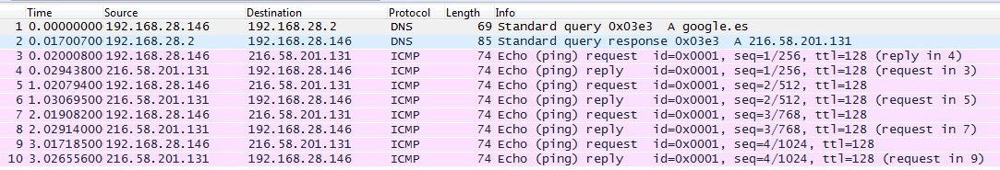 Time Source Destination Protocol Length Info
1 0.00000000 192.168.28.146 192.168.28.2 DNS 69 Standard query 0x03e3 A google.es
2 0.01700700 192.168.28.2 192.168.28.146 DNS 85 Standard query response 0x03e3 A 216.58.201.131
3 0.02000800 192.168.28.146 216.58.201.131 ICMP 74 Echo (ping) request id=0x0001, seq=1/256, ttl=128 (reply in 4)
4 0.02943800 216.58.201.131 192.168.28.146 ICMP 74 Echo (ping) reply id=0x0001, seq=1/256, ttl=128 (request in 3)
5 1.02079400 192.168.28.146 216.58.201.131 ICMP 74 Echo (ping) request id=0x0001, seq=2/512, ttl=128
6 1.03069500 216.58.201.131 192.168.28.146 ICMP 74 Echo (ping) reply id=0x0001, seq=2/512, ttl=128 (request in 5)
7 2.01908200 192.168.28.146 216.58.201.131 ICMP 74 Echo (ping) request id=0x0001, seq=3/768, ttl=128
8 2.02914000 216.58.201.131 192.168.28.146 ICMP 74 Echo (ping) reply id=0x0001, seq=3/768, ttl=128 (request in 7)
9 3.01718500 192.168.28.146 216.58.201.131 ICMP 74 Echo (ping) request id=0x0001, seq=4/1024, ttl=128
10 3.02655600 216.58.201.131 192.168.28.146 ICMP 74 Echo (ping) reply id=0x0001, seq=4/1024, ttl=128 (request in 9)